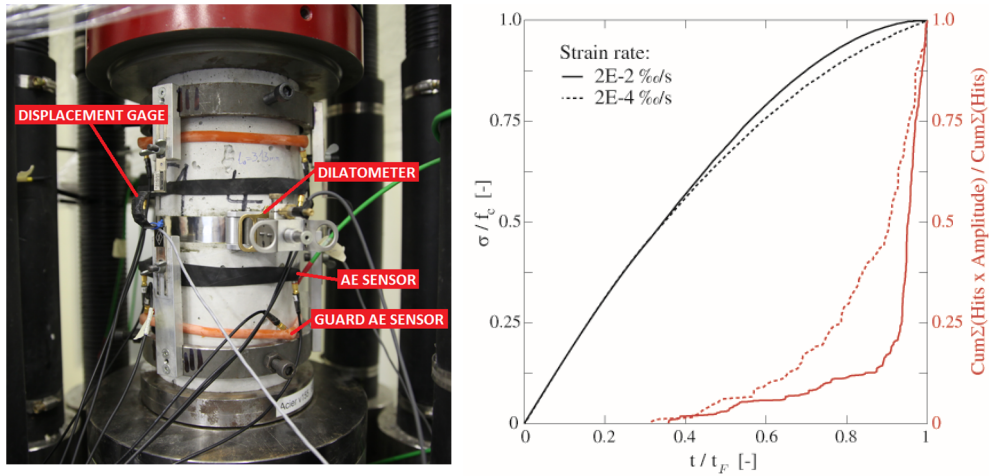 DISPLACEMENT GAGE
DILATOMETER
AE SENSOR
GUARD AE SENSOR
Strain rate:
2E-2 ‰/s
2E-4 ‰/s
1.0
0.75
0.5
0.25
0
σ / f_c [-]
0
0.2
0.4
0.6
0.8
1
t / t_F [-]
1.0
0.75
0.5
0.25
0
CumΣ(Hits x Amplitude) / CumΣ(Hits)